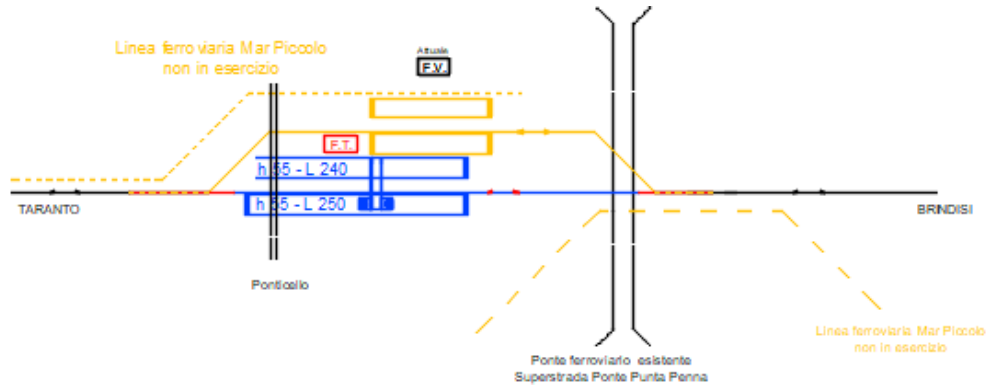 Linea ferroviaria Mar Piccolo
non in esercizio
Attuale
F.V.
F.T.
h 55 - L 240
h 55 - L 250
TARANTO
BRINDISI
Ponticello
Linea ferroviaria Mar Piccolo
non in esercizio
Ponte ferroviario esistente
Superstrada Ponte Punta Penna